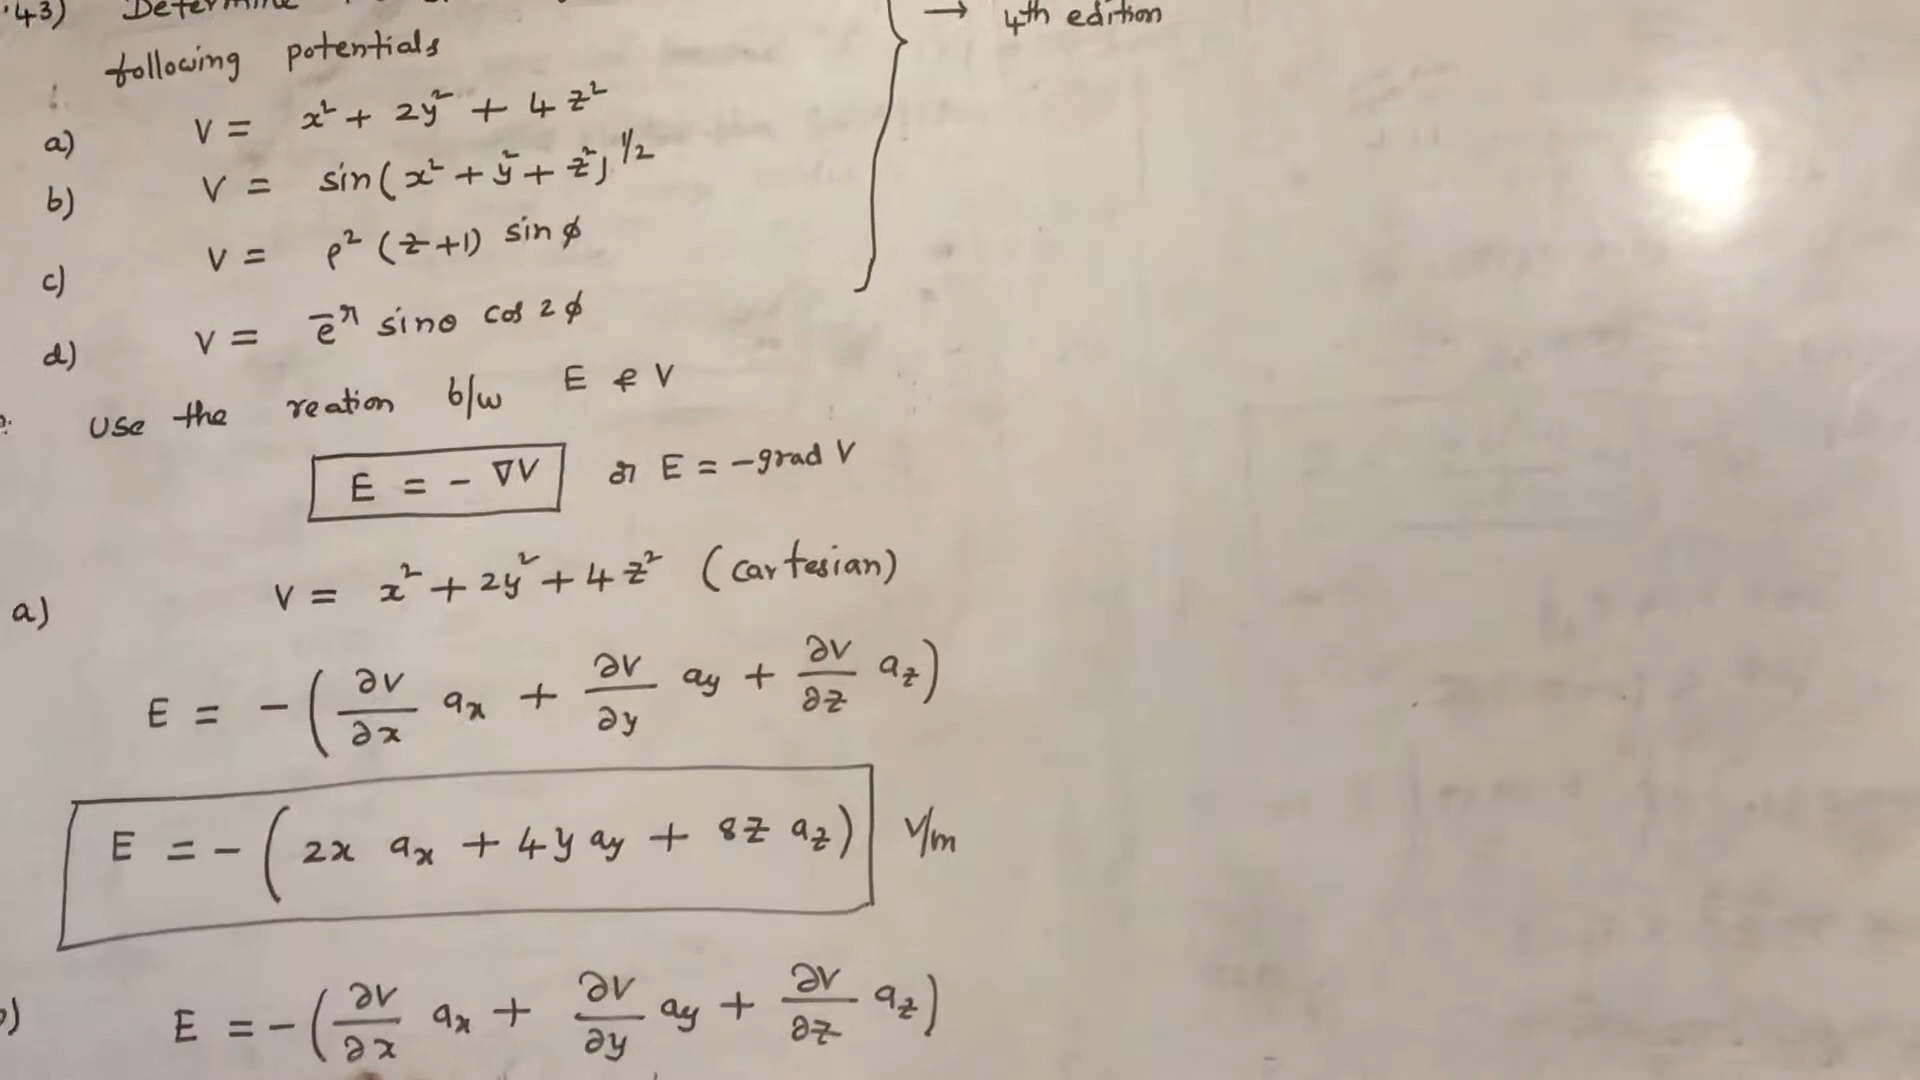 43) Determine
following potentials
a) V = x² + 2y² + 4z²
b) V = sin(x² + y² + z²)^1/2
c) V = ρ² (z+1) sin φ
d) V = e^-r sin θ cos 2φ
→ 4th edition
Use the reation b/w E & V
E = - ∇V or E = -grad V
a) V = x² + 2y² + 4z² (cartesian)
E = - (∂V/∂x ax + ∂V/∂y ay + ∂V/∂z az)
E = - (2x ax + 4y ay + 8z az) V/m
E = - (∂V/∂x ax + ∂V/∂y ay + ∂V/∂z az)